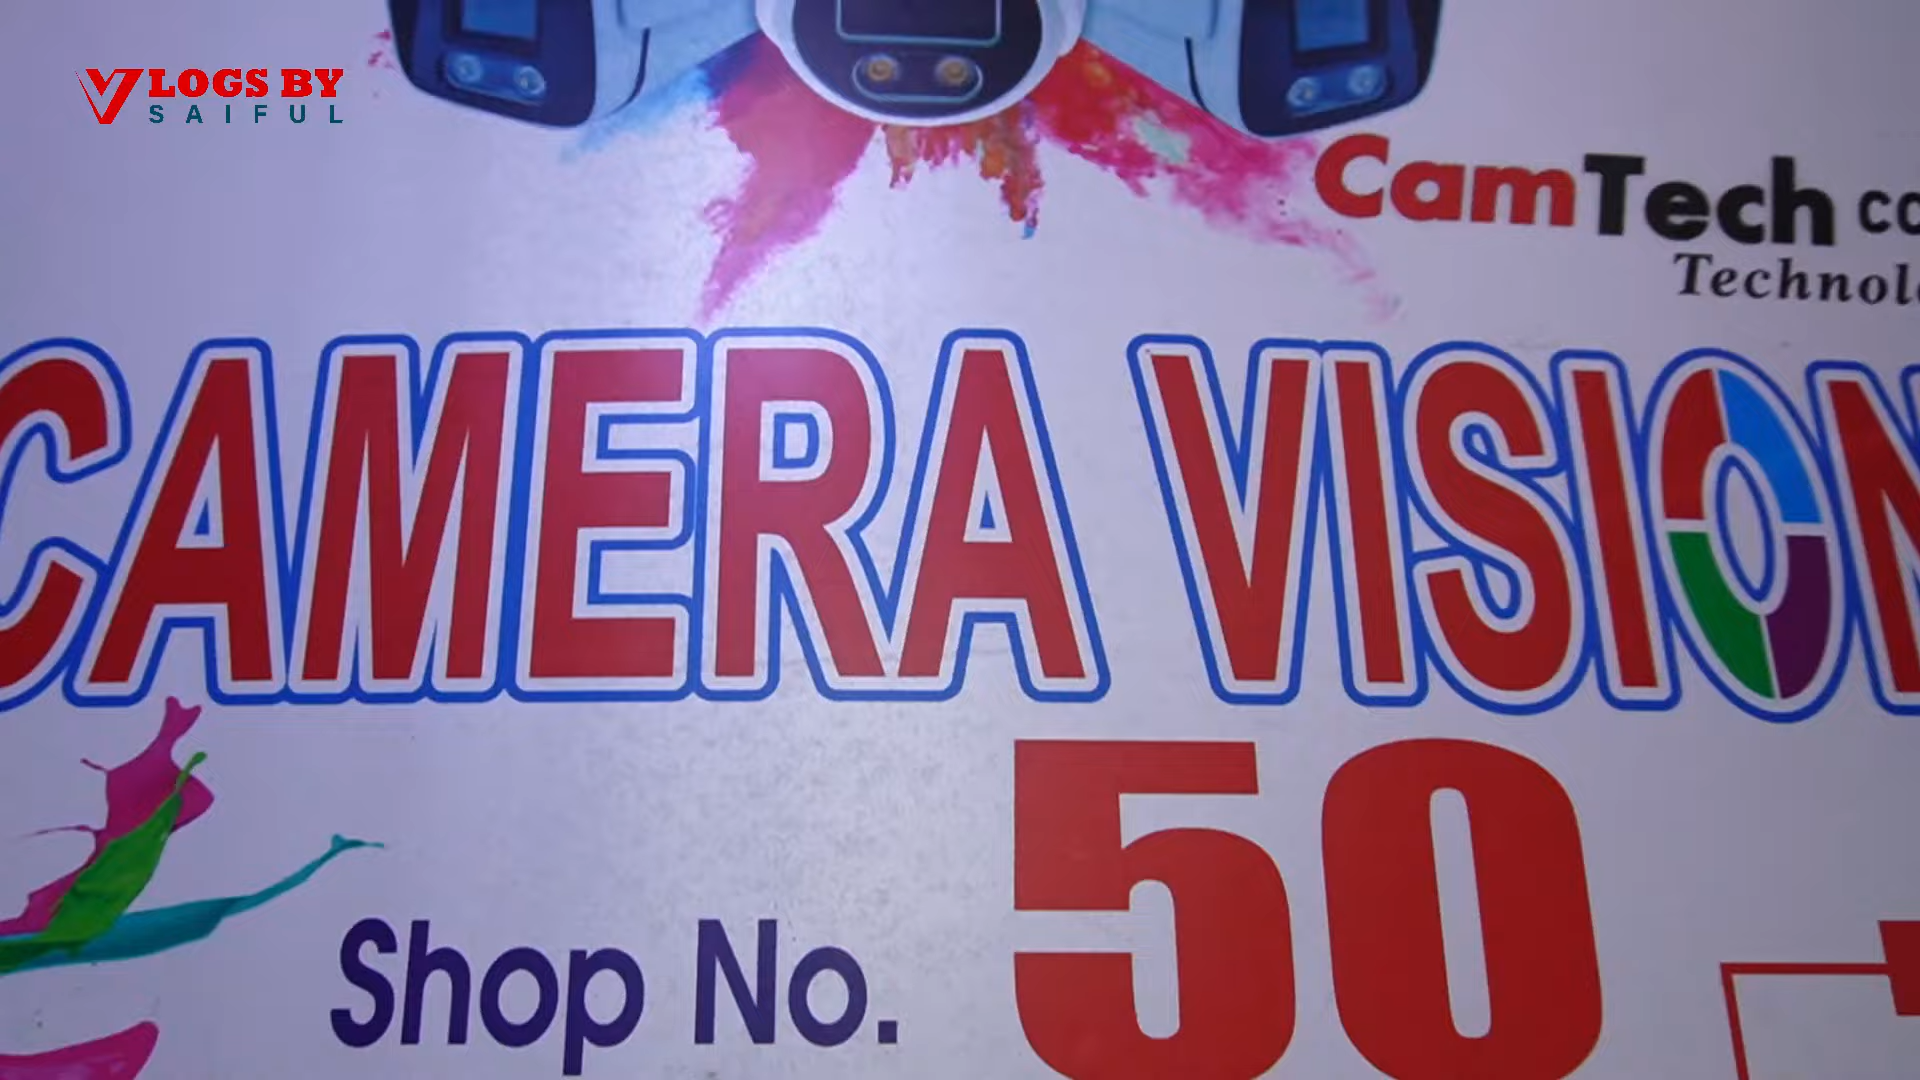 VLOGS BY
SAIFUL
CamTech
CAMERA VISION
Shop No. 50